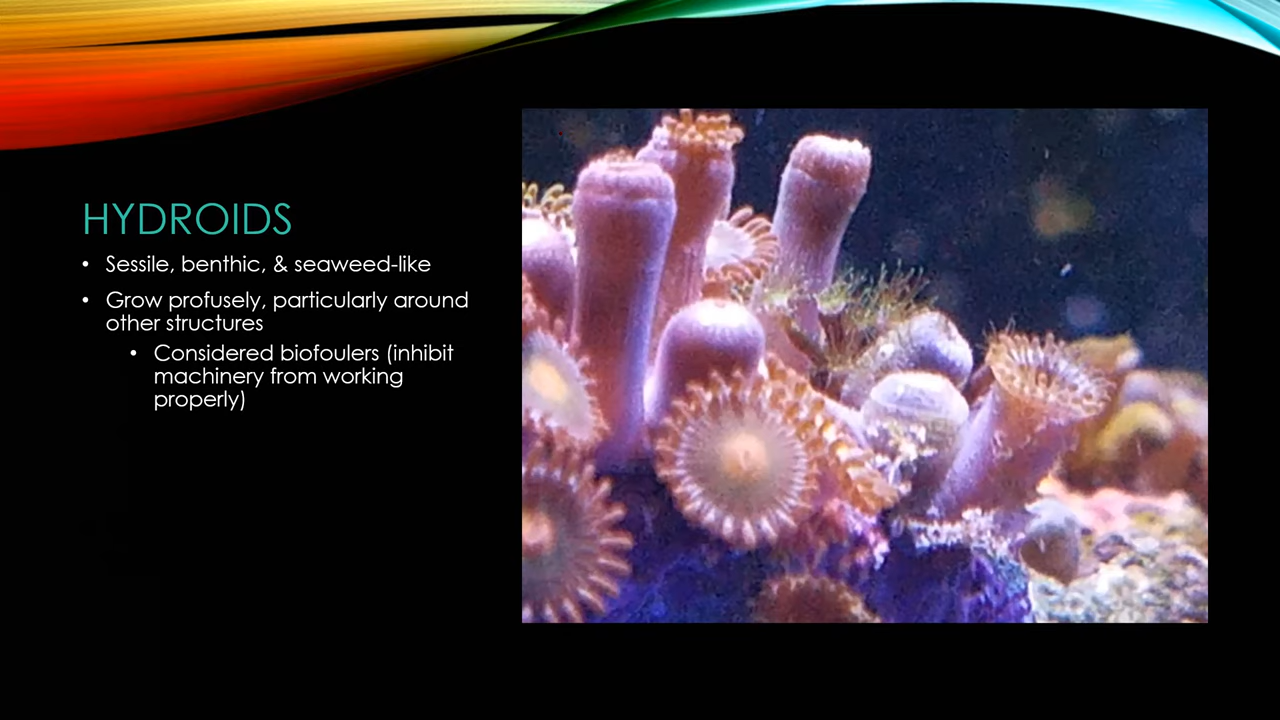 HYDROIDS
• Sessile, benthic, & seaweed-like
• Grow profusely, particularly around
other structures
• Considered biofoulers (inhibit
machinery from working
properly)